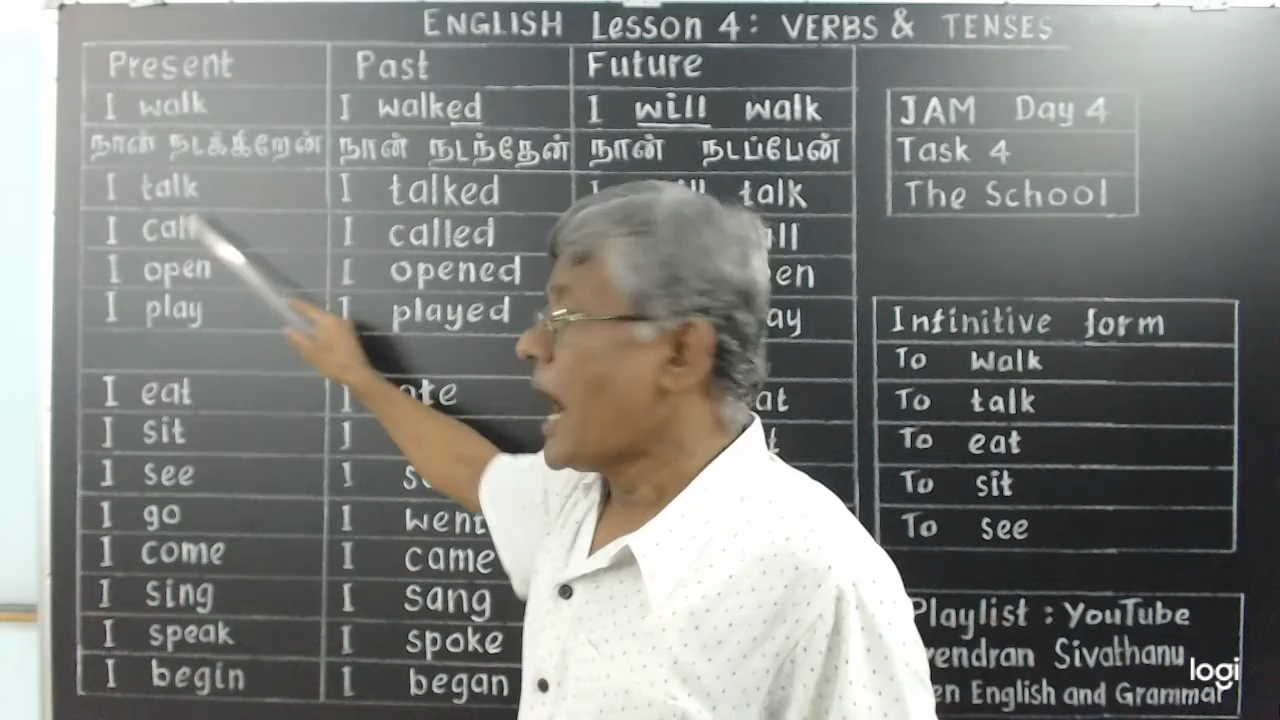 ENGLISH Lesson 4: VERBS & TENSES
Present Past Future
I walk I walked I will walk
நான் நடக்கிறேன் நான் நடந்தேன் நான் நடப்பேன்
I talk I talked I talk
I call I called
I open I opened
I play I played
I eat I ate
I sit I
I see I
I go I went
I come I came
I sing I sang
I speak I spoke
I begin I began
JAM Day 4
Task 4
The School
Infinitive form
To walk
To talk
To eat
To sit
To see
Playlist : YouTube
Sivathanu
English and Grammar
logi